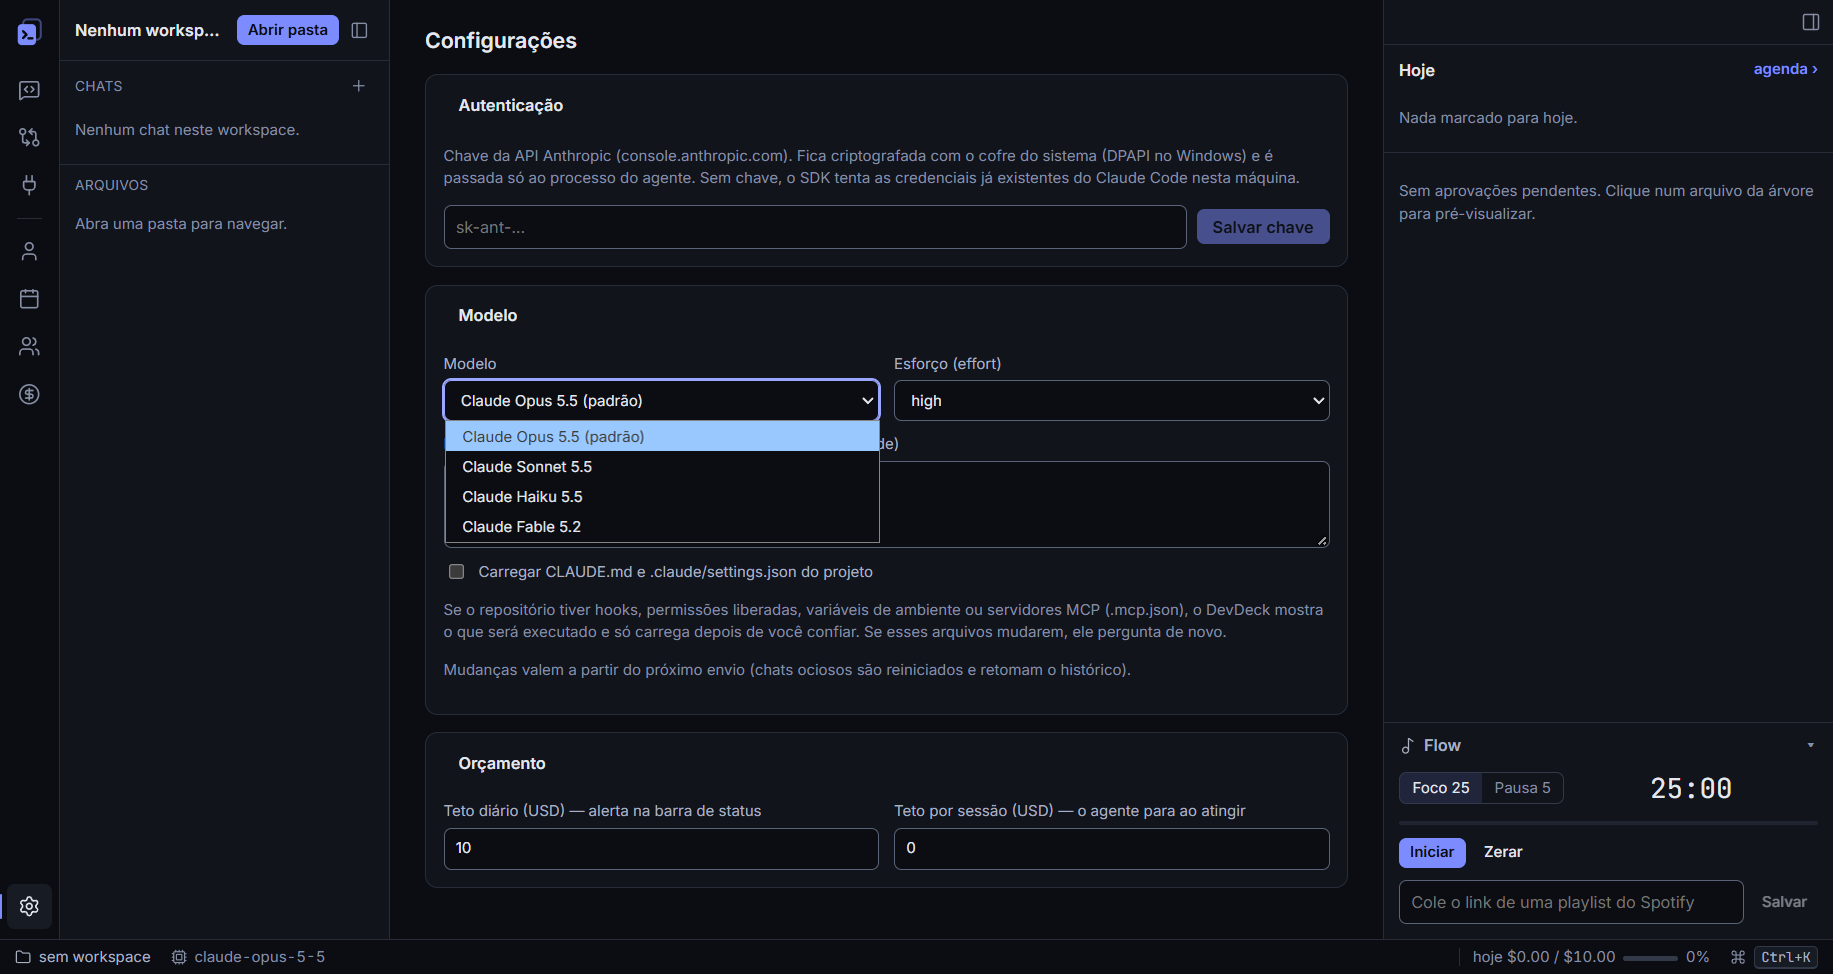 Nenhum worksp...
Abrir pasta
CHATS
Nenhum chat neste workspace.
ARQUIVOS
Abra uma pasta para navegar.
Configurações
Autenticação
Chave da API Anthropic (console.anthropic.com). Fica criptografada com o cofre do sistema (DPAPI no Windows) e é
passada só ao processo do agente. Sem chave, o SDK tenta as credenciais já existentes do Claude Code nesta máquina.
sk-ant-...
Salvar chave
Modelo
Modelo
Esforço (effort)
Claude Opus 5.5 (padrão)
high
Claude Opus 5.5 (padrão)
Claude Sonnet 5.5
Claude Haiku 5.5
Claude Fable 5.2
Carregar CLAUDE.md e .claude/settings.json do projeto
Se o repositório tiver hooks, permissões liberadas, variáveis de ambiente ou servidores MCP (.mcp.json), o DevDeck mostra
o que será executado e só carrega depois de você confiar. Se esses arquivos mudarem, ele pergunta de novo.
Mudanças valem a partir do próximo envio (chats ociosos são reiniciados e retomam o histórico).
Orçamento
Teto diário (USD) — alerta na barra de status
Teto por sessão (USD) — o agente para ao atingir
10
0
Hoje
agenda ›
Nada marcado para hoje.
Sem aprovações pendentes. Clique num arquivo da árvore
para pré-visualizar.
Flow
Foco 25
Pausa 5
25:00
Iniciar
Zerar
Cole o link de uma playlist do Spotify
Salvar
sem workspace
claude-opus-5-5
hoje $0.00 / $10.00
0%
⌘
Ctrl+K